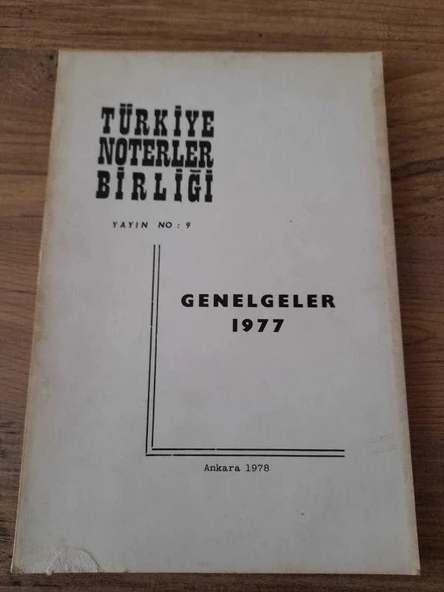 TÜRKİYE
NOTERLER
BİRLİĞİ
YAYIN NO : 9
GENELGELER
1977
Ankara 1978